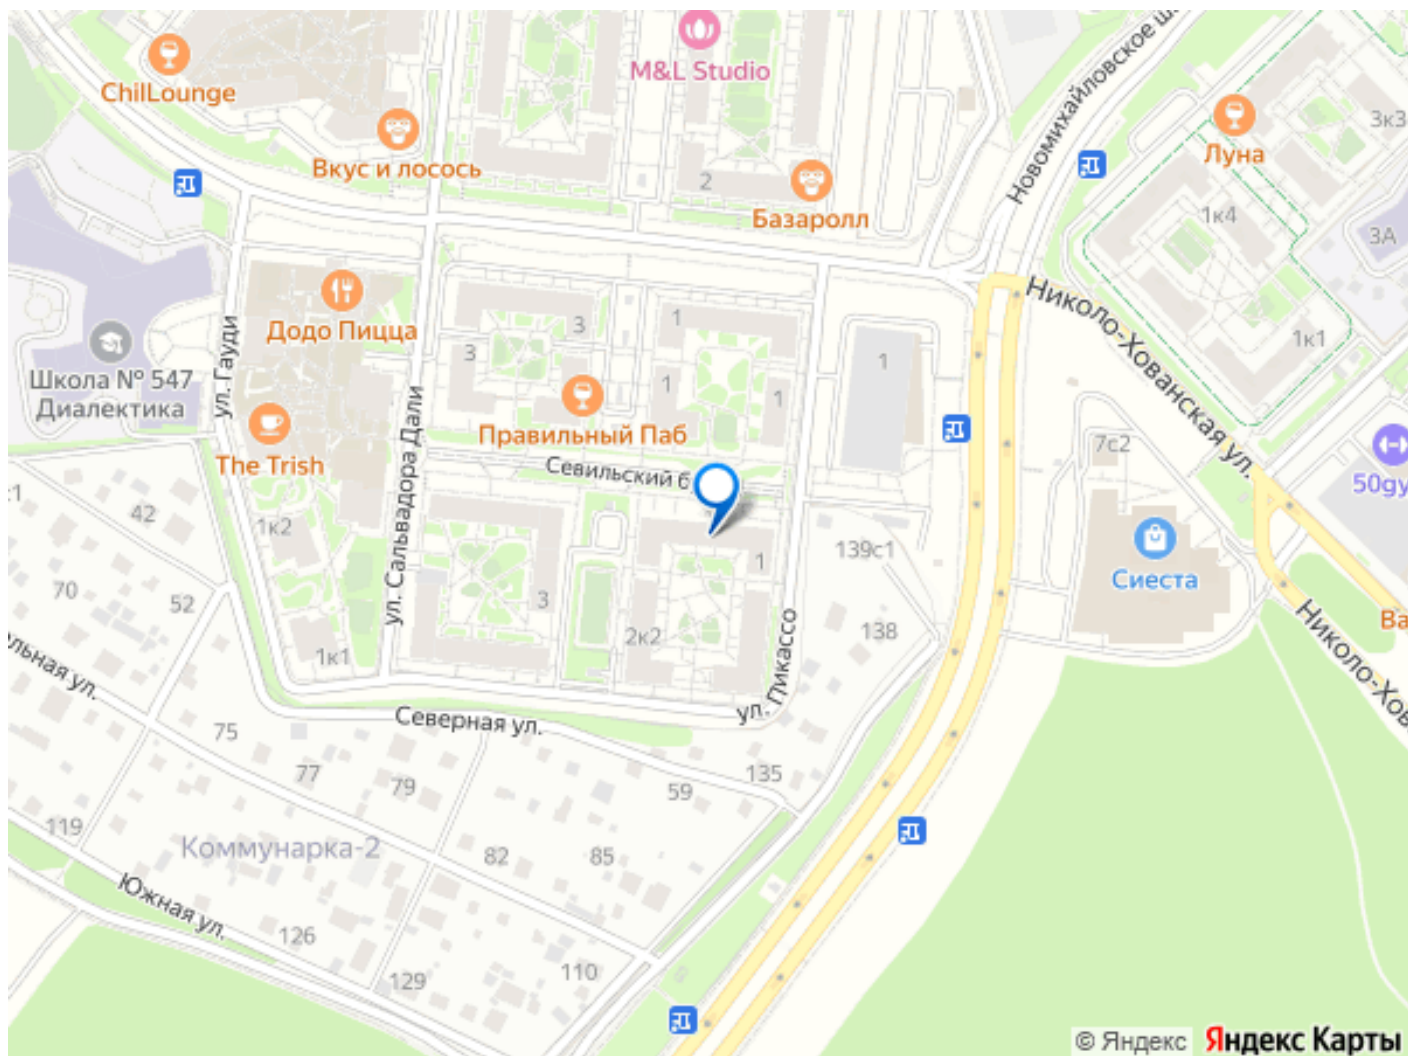 ChilLounge
M&L Studio
Новомихайловское ш
Вкус и лосось
Базаролл
2
Луна
3к3
1к4
3А
Николо-Хованская ул.
1к1
Додо Пицца
3
1
3
1
1
1
Школа № 547
Диалектика
ул. Гауди
The Trish
ул. Сальвадора Дали
Правильный Паб
Севильский б
7с2
50gy
42
1к2
139с1
Сиеста
70
52
1
3
2к2
138
1к1
ул. Пикассо
Николо-Хов
Ва
льная ул.
Северная ул.
75
77
79
59
135
119
Коммунарка-2
82
85
Южная ул.
126
129
110
© Яндекс Яндекс Карты